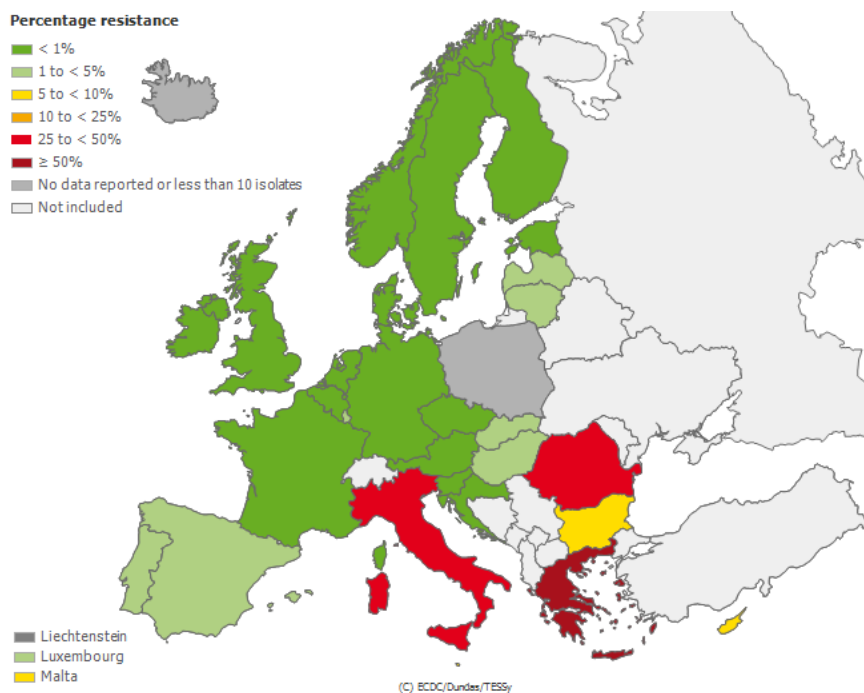 Percentage resistance
< 1%
1 to < 5%
5 to < 10%
10 to < 25%
25 to < 50%
≥ 50%
No data reported or less than 10 isolates
Not included
Liechtenstein
Luxembourg
Malta
(C) ECDC/Dundas/TESSy